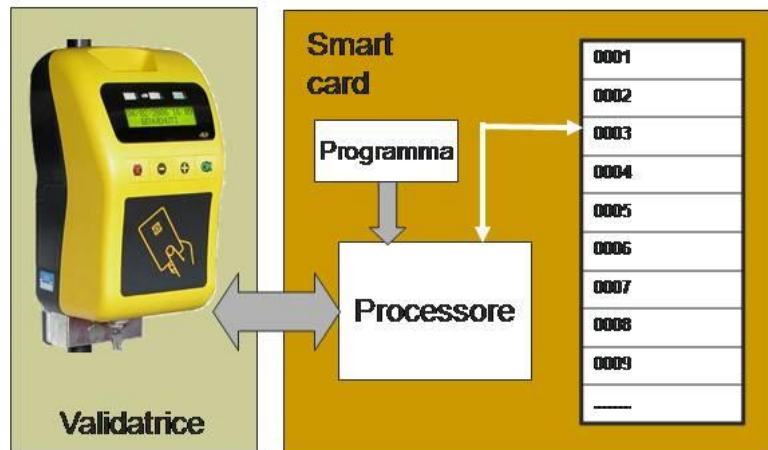 Smart
card
Programma
Processore
Validatrice
0001
0002
0003
0004
0005
0006
0007
0008
0009
-------